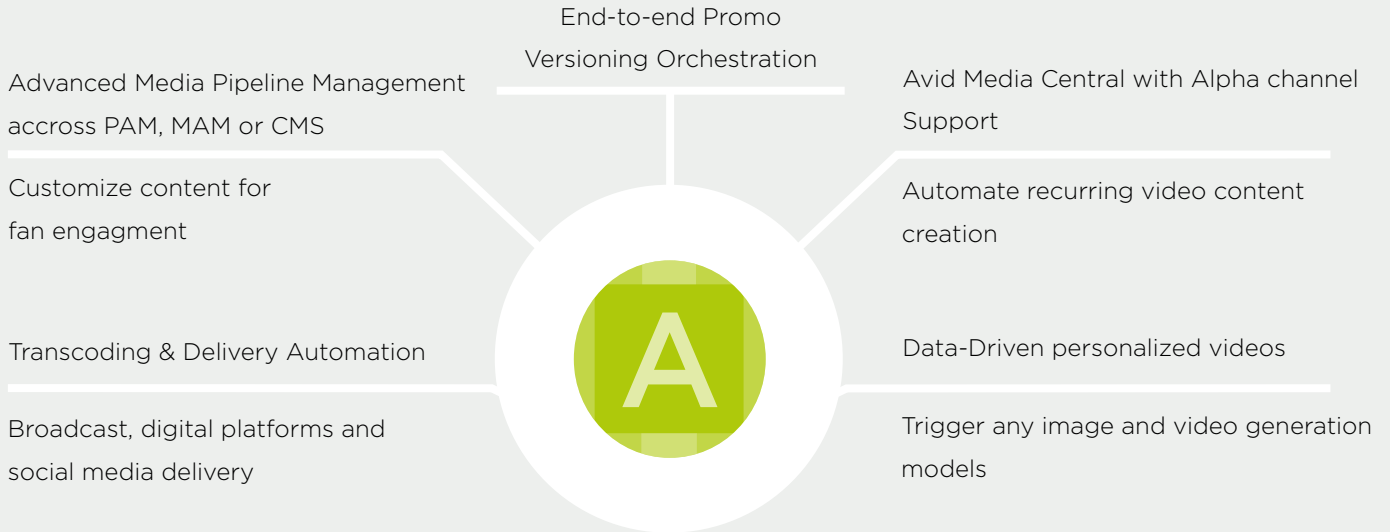 End-to-end Promo
Versioning Orchestration
Advanced Media Pipeline Management
accross PAM, MAM or CMS
Customize content for
fan engagment
Transcoding & Delivery Automation
Broadcast, digital platforms and
social media delivery
A
Avid Media Central with Alpha channel
Support
Automate recurring video content
creation
Data-Driven personalized videos
Trigger any image and video generation
models